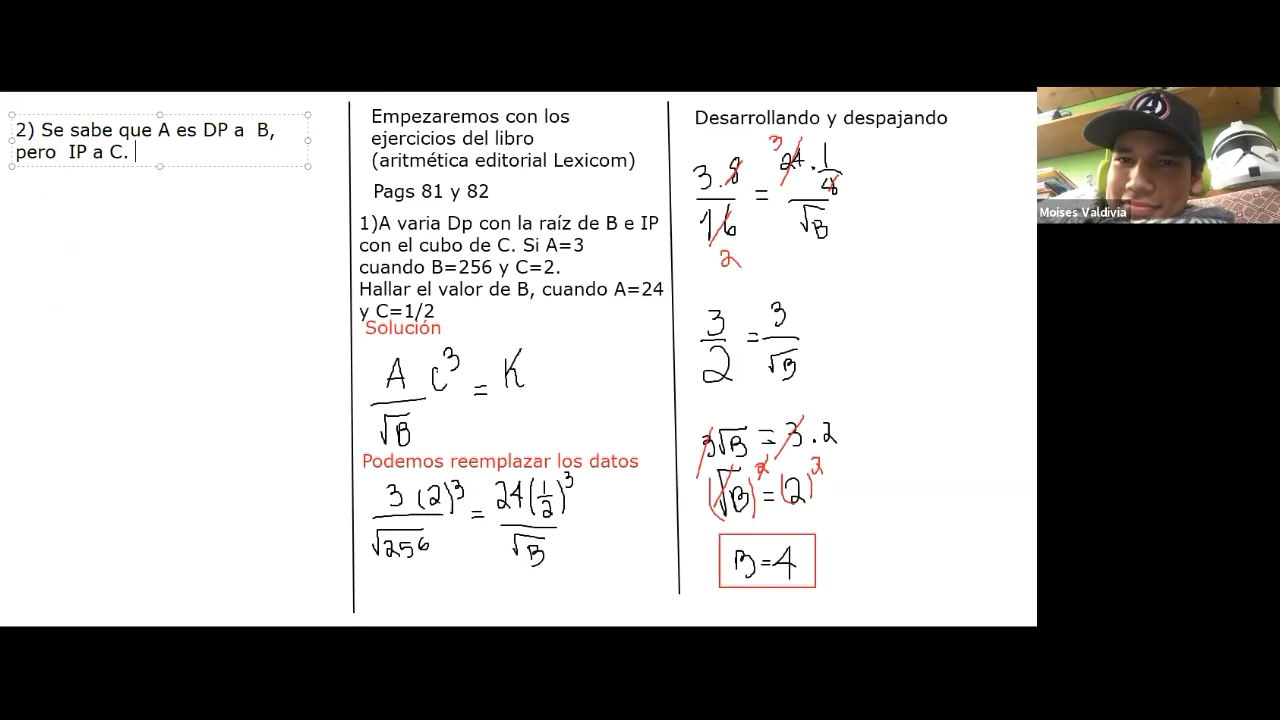 2) Se sabe que A es DP a B,
pero IP a C.
Empezaremos con los
ejercicios del libro
(aritmética editorial Lexicom)
Pags 81 y 82
1)A varia Dp con la raíz de B e IP
con el cubo de C. Si A=3
cuando B=256 y C=2.
Hallar el valor de B, cuando A=24
y C=1/2
Solución
A/√B C³ = K
Podemos reemplazar los datos
3 (2)³/√256 = 24(1/2)³/√B
Desarrollando y despajando
3.8/16 2 = 3 24.1/8/√B
3/2 = 3/√B
3√B = 3.2
(√B)² = (2)²
B=4
Moises Valdivia